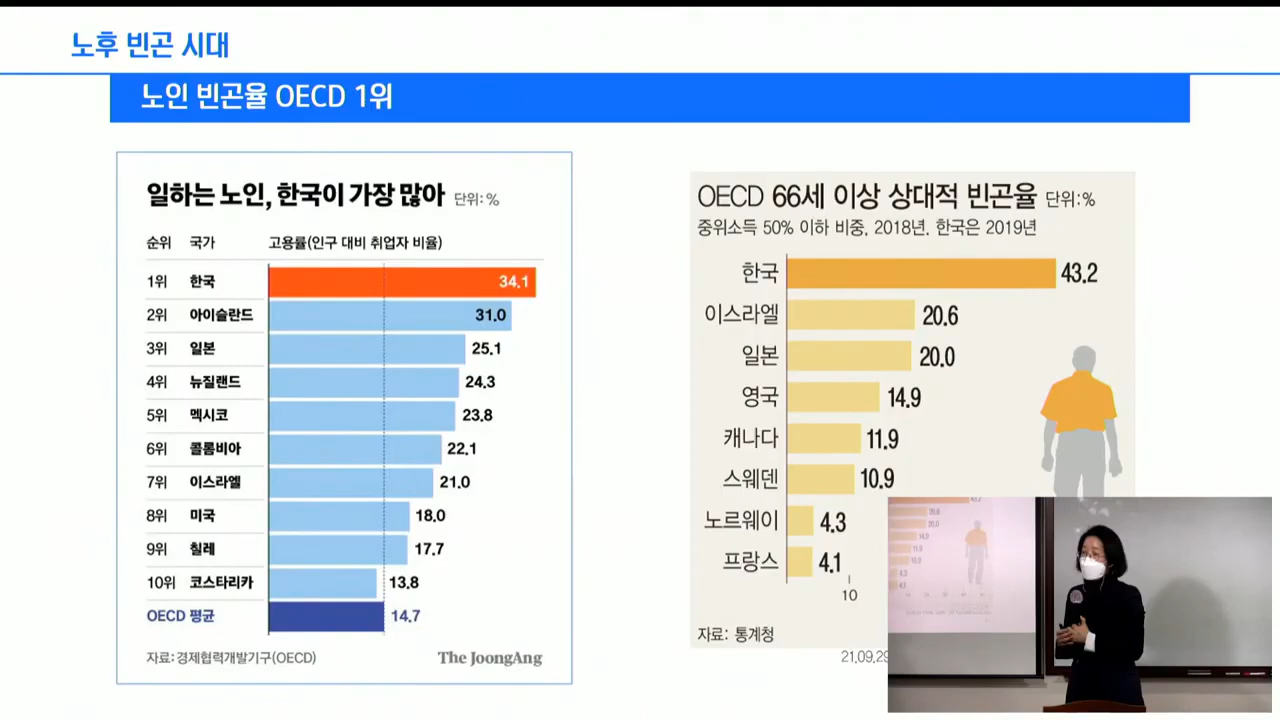 노후 빈곤 시대
노인 빈곤율 OECD 1위
일하는 노인, 한국이 가장 많아 단위: %
순위 국가 고용률(인구 대비 취업자 비율)
1위 한국 34.1
2위 아이슬란드 31.0
3위 일본 25.1
4위 뉴질랜드 24.3
5위 멕시코 23.8
6위 콜롬비아 22.1
7위 이스라엘 21.0
8위 미국 18.0
9위 칠레 17.7
10위 코스타리카 13.8
OECD 평균 14.7
자료: 경제협력개발기구(OECD) The JoongAng
OECD 66세 이상 상대적 빈곤율 단위:%
중위소득 50% 이하 비중, 2018년, 한국은 2019년
한국 43.2
이스라엘 20.6
일본 20.0
영국 14.9
캐나다 11.9
스웨덴 10.9
노르웨이 4.3
프랑스 4.1
10
자료: 통계청
21.09.29